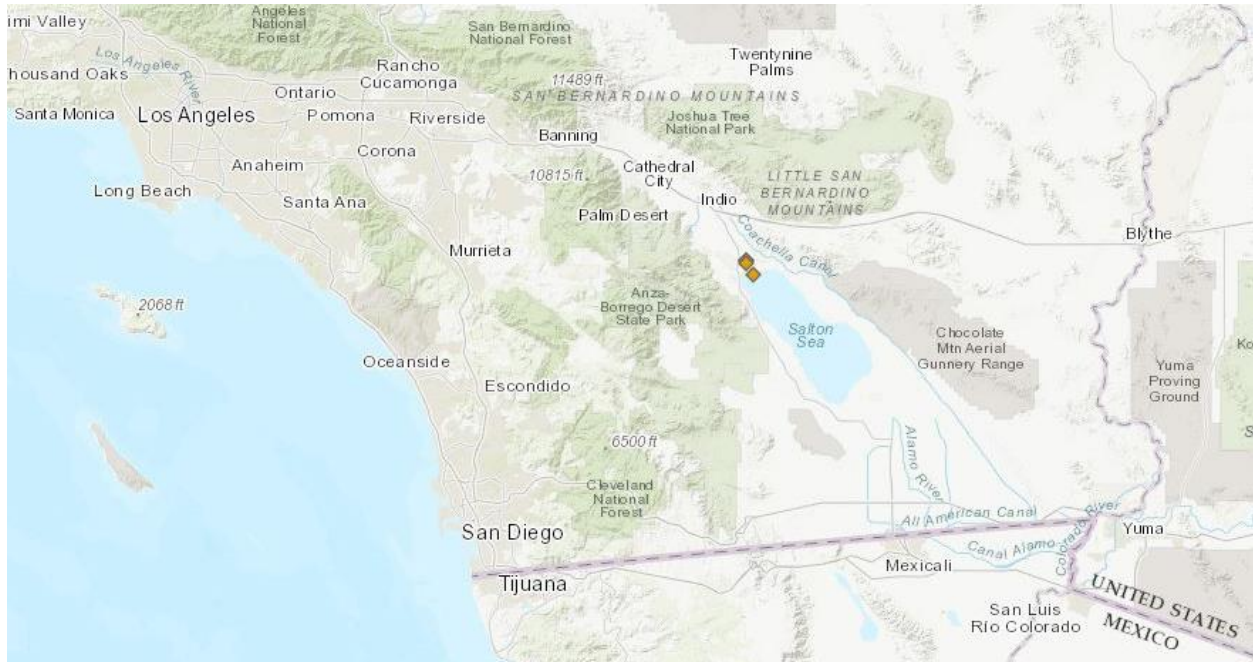 imi Valley
Angeles
National
Forest
San Bernardino
National Forest
Twentynine
Palms
Los Angeles River
housand Oaks
Rancho
Cucamonga
11489 ft
Ontario
SAN BERNARDINO MOUNTAINS
Santa Monica
Los Angeles
Pomona
Riverside
Joshua Tree
National Park
Banning
Corona
Anaheim
Cathedral
City
10815 ft
LITTLE SAN
BERNARDINO
MOUNTAINS
Long Beach
Santa Ana
Indio
Palm Desert
Coachella Canal
Blythe
Murrieta
2068 ft
Anza-
Borrego Desert
State Park
Salton
Sea
Chocolate
Mtn Aerial
Gunnery Range
Ko
Oceanside
Escondido
Yuma
Proving
Ground
6500 ft
S
Alamo River
Cleveland
National
Forest
All American Canal
Colorado River
San Diego
Yuma
Canal Alamo
Mexicali
Tijuana
UNITED STATES
MEXICO
San Luis
Río Colorado